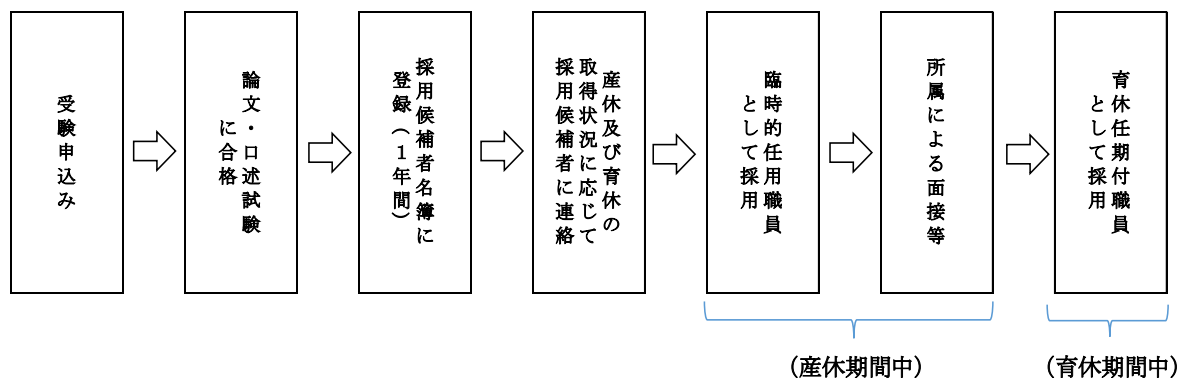 受験申込み
論文・口述試験
に合格
採用候補者名簿に
登録（１年間）
産休及び育休の
取得状況に応じて
採用候補者に連絡
臨時的任用職員
として採用
所属による面接等
育休任期付職員
として採用
（産休期間中）
（育休期間中）